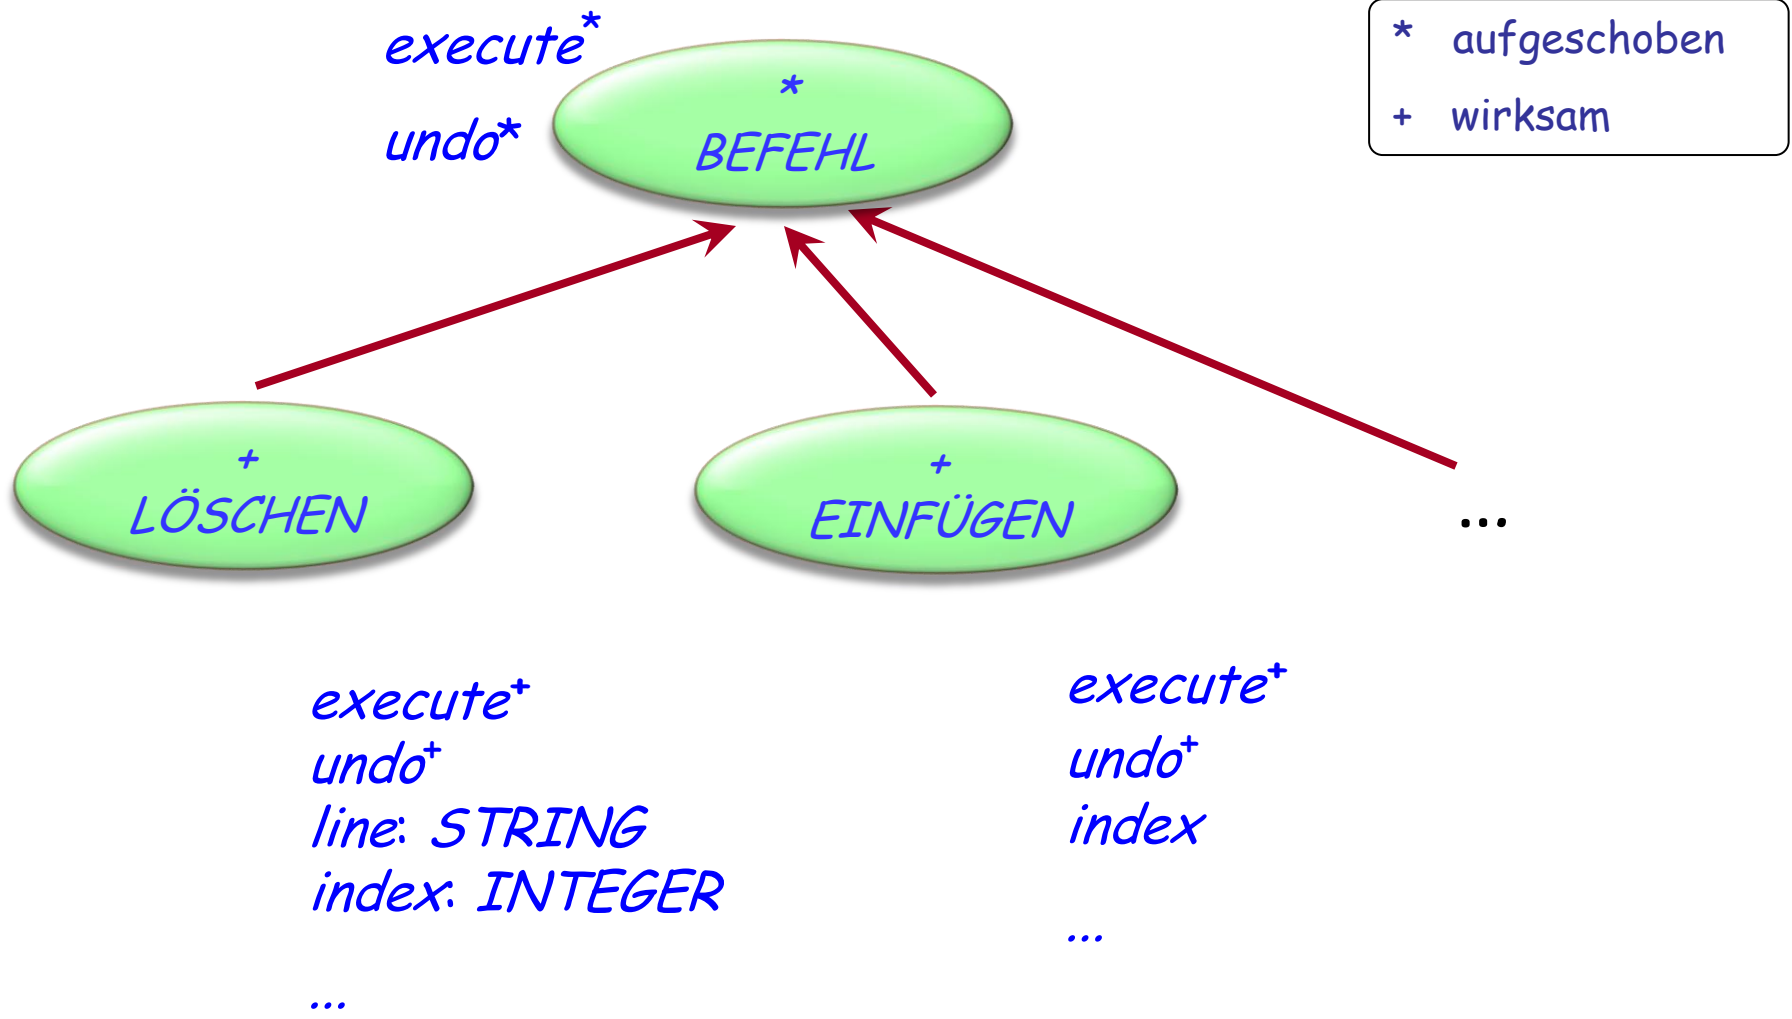 execute*
undo*
*
BEFEHL
* aufgeschoben
+ wirksam
+
LÖSCHEN
+
EINFÜGEN
...
execute+
undo+
line: STRING
index: INTEGER
...
execute+
undo+
index
...